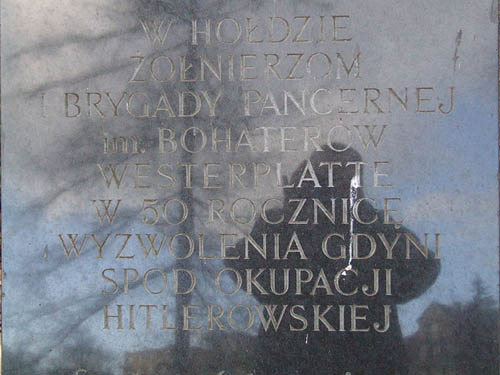 W HOŁDZIE
ŻOŁNIERZOM
I BRYGADY PANCERNEJ
im. BOHATERÓW
WESTERPLATTE
W 50 ROCZNICĘ
WYZWOLENIA GDYNI
SPOD OKUPACJI
HITLEROWSKIEJ